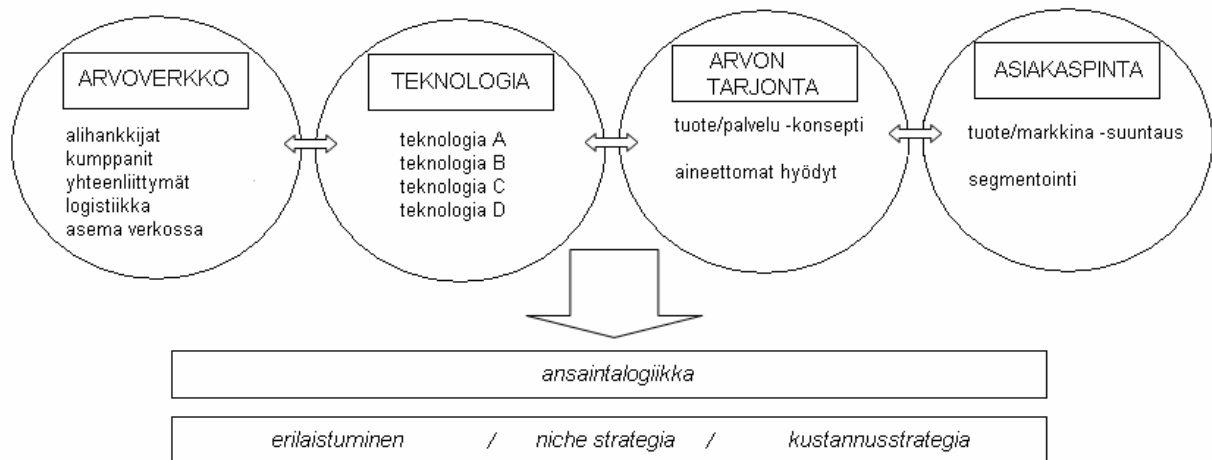 ARVOVERKKO
alihankkijat
kumppanit
yhteenliittymät
logistiikka
asema verkossa
TEKNOLOGIA
teknologia A
teknologia B
teknologia C
teknologia D
ARVON
TARJONTA
tuote/palvelu -konsepti
aineettomat hyödyt
ASIAKASPINTA
tuote/markkina -suuntaus
segmentointi
ansaintalogiikka
erilaistuminen / niche strategia / kustannusstrategia